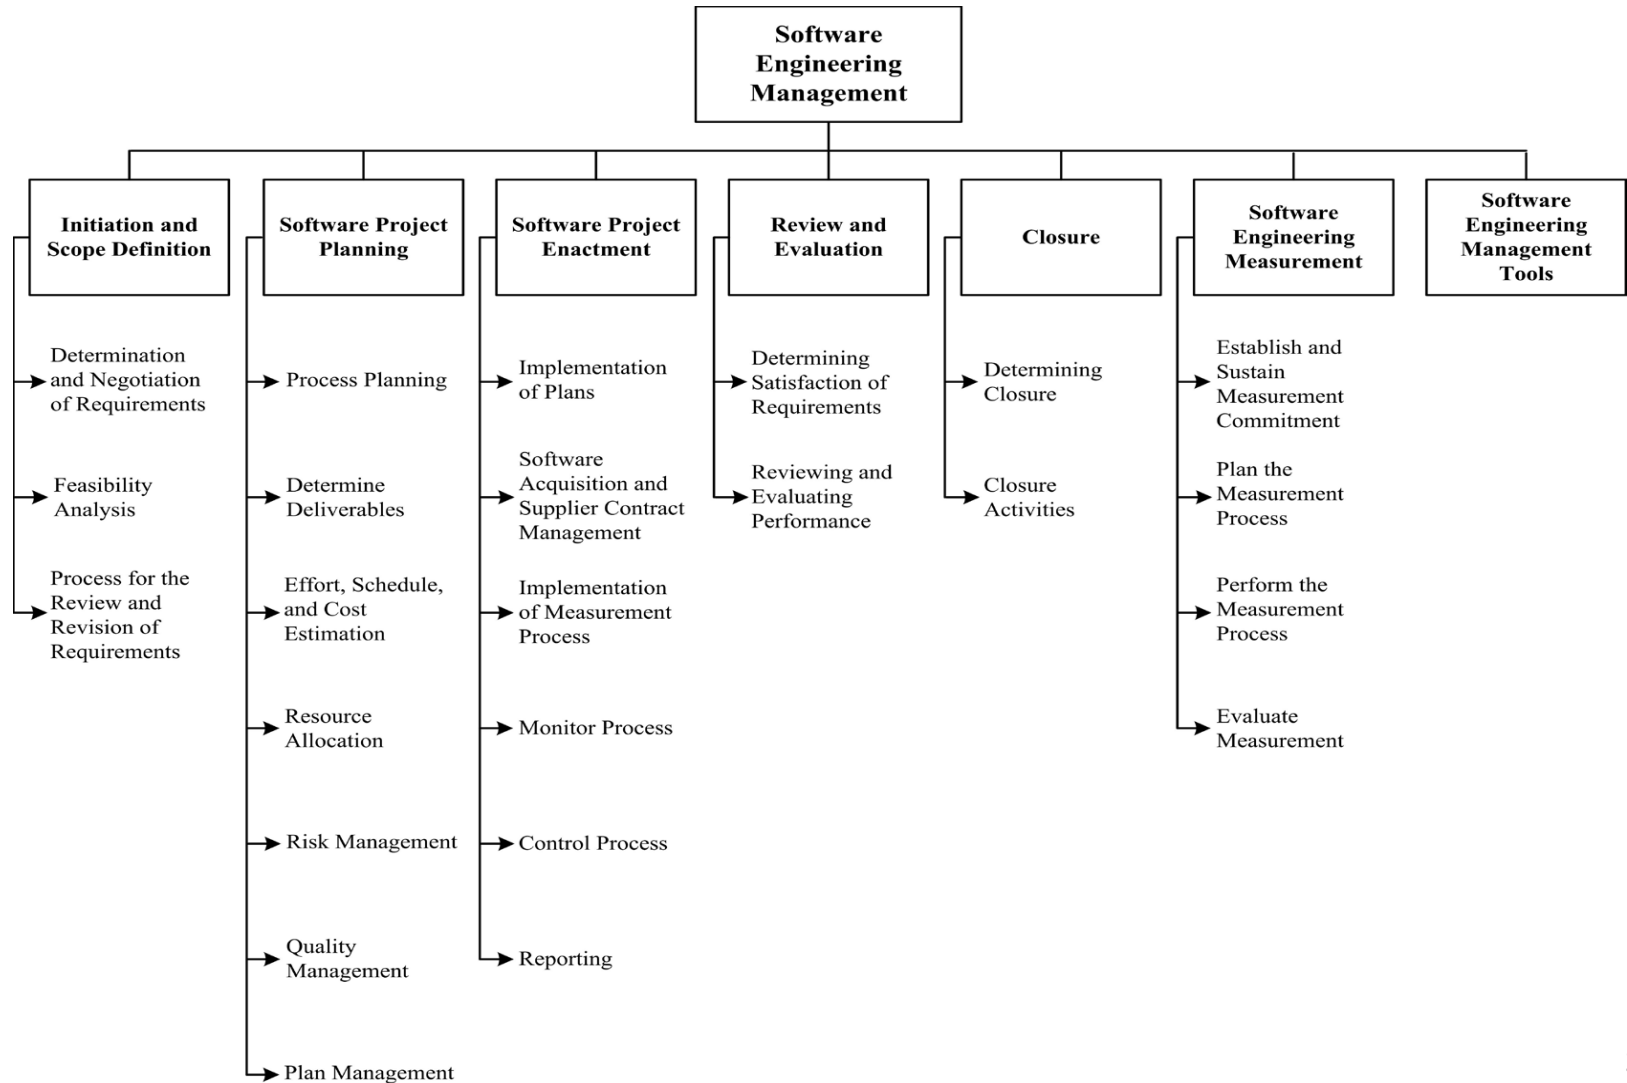 Software
Engineering
Management
Initiation and
Scope Definition
Determination
and Negotiation
of Requirements
Feasibility
Analysis
Process for the
Review and
Revision of
Requirements
Software Project
Planning
Process Planning
Determine
Deliverables
Effort, Schedule,
and Cost
Estimation
Resource
Allocation
Risk Management
Quality
Management
Plan Management
Software Project
Enactment
Implementation
of Plans
Software
Acquisition and
Supplier Contract
Management
Implementation
of Measurement
Process
Monitor Process
Control Process
Reporting
Review and
Evaluation
Determining
Satisfaction of
Requirements
Reviewing and
Evaluating
Performance
Closure
Determining
Closure
Closure
Activities
Software
Engineering
Measurement
Establish and
Sustain
Measurement
Commitment
Plan the
Measurement
Process
Perform the
Measurement
Process
Evaluate
Measurement
Software
Engineering
Management
Tools